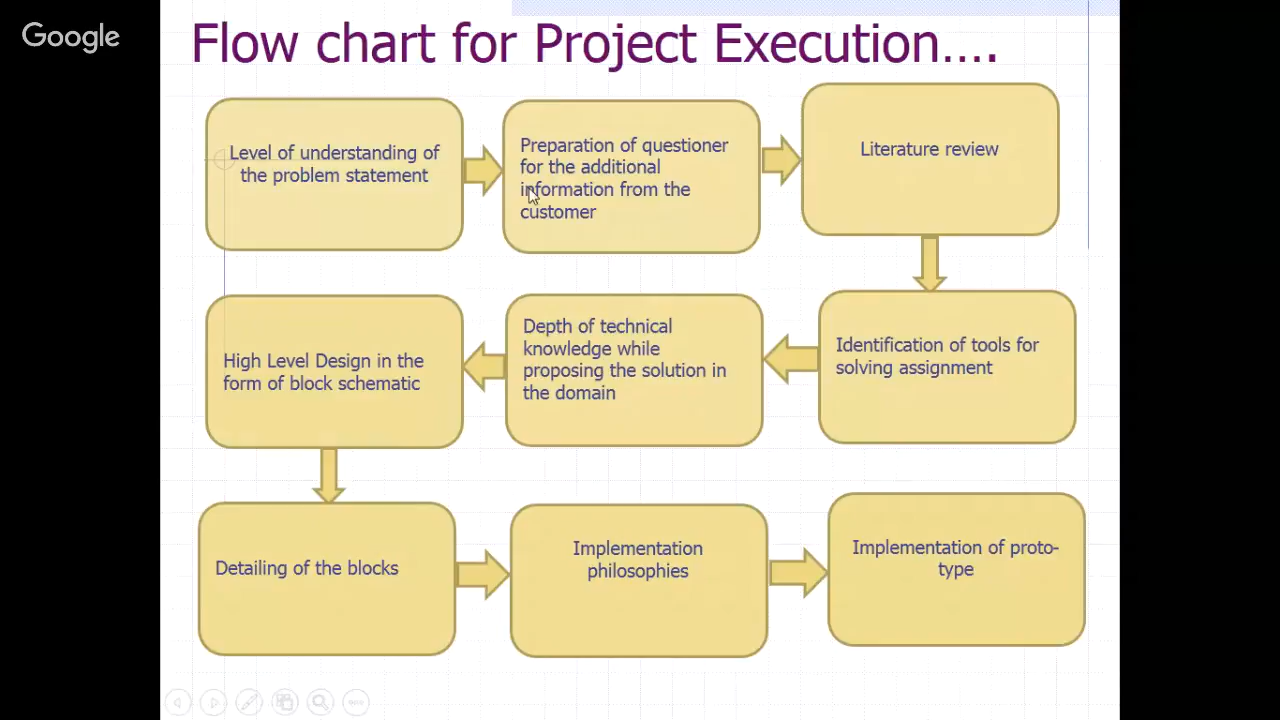 Google
Flow chart for Project Execution….
Level of understanding of
the problem statement
Preparation of questioner
for the additional
information from the
customer
Literature review
Identification of tools for
solving assignment
Depth of technical
knowledge while
proposing the solution in
the domain
High Level Design in the
form of block schematic
Detailing of the blocks
Implementation
philosophies
Implementation of proto-
type